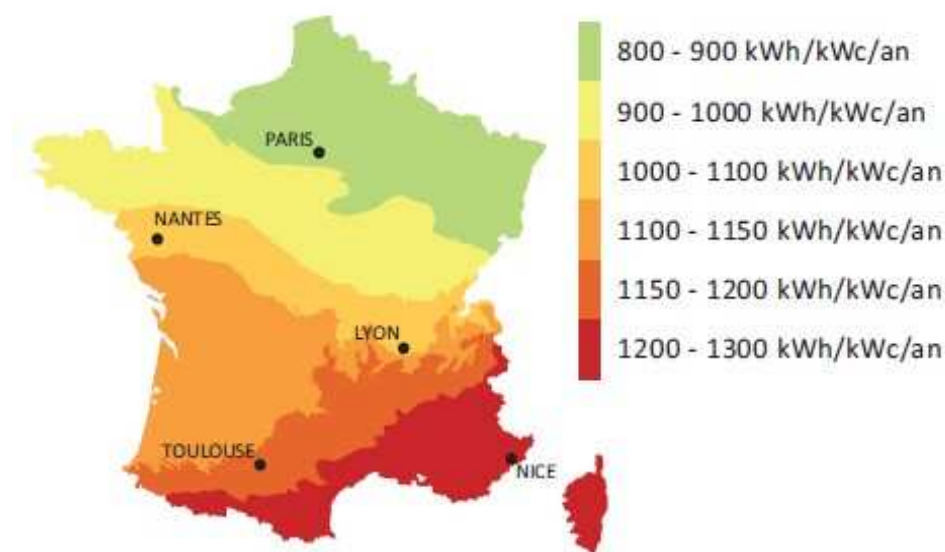 800 - 900 kWh/kWc/an
900 - 1000 kWh/kWc/an
PARIS
1000 - 1100 kWh/kWc/an
NANTES
1100 - 1150 kWh/kWc/an
1150 - 1200 kWh/kWc/an
LYON
1200 - 1300 kWh/kWc/an
TOULOUSE
NICE